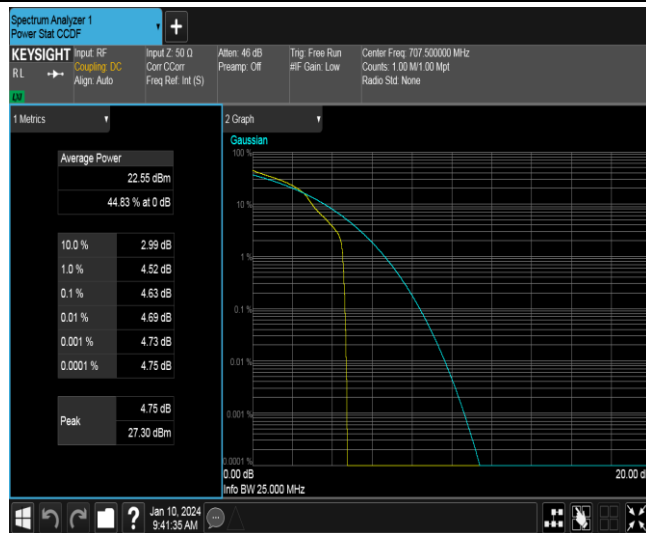 Spectrum Analyzer 1
Power Stat CCDF
KEYSIGHT
RL
Input: RF
Coupling: DC
Align: Auto
Input Z: 50 Ω
Corr CCorr
Freq Ref: Int (S)
Atten: 46 dB
Preamp: Off
Trig: Free Run
#IF Gain: Low
Center Freq: 707.500000 MHz
Counts: 1.00 M/1.00 Mpt
Radio Std: None
1 Metrics
Average Power
22.55 dBm
44.83 % at 0 dB
10.0 % 2.99 dB
1.0 % 4.52 dB
0.1 % 4.63 dB
0.01 % 4.69 dB
0.001 % 4.73 dB
0.0001 % 4.75 dB
Peak
4.75 dB
27.30 dBm
2 Graph
Gaussian
100 %
10 %
1 %
0.1 %
0.01 %
0.001 %
0.0001 %
0.00 dB
20.00 d
Info BW 25.000 MHz
?
Jan 10, 2024
9:41:35 AM